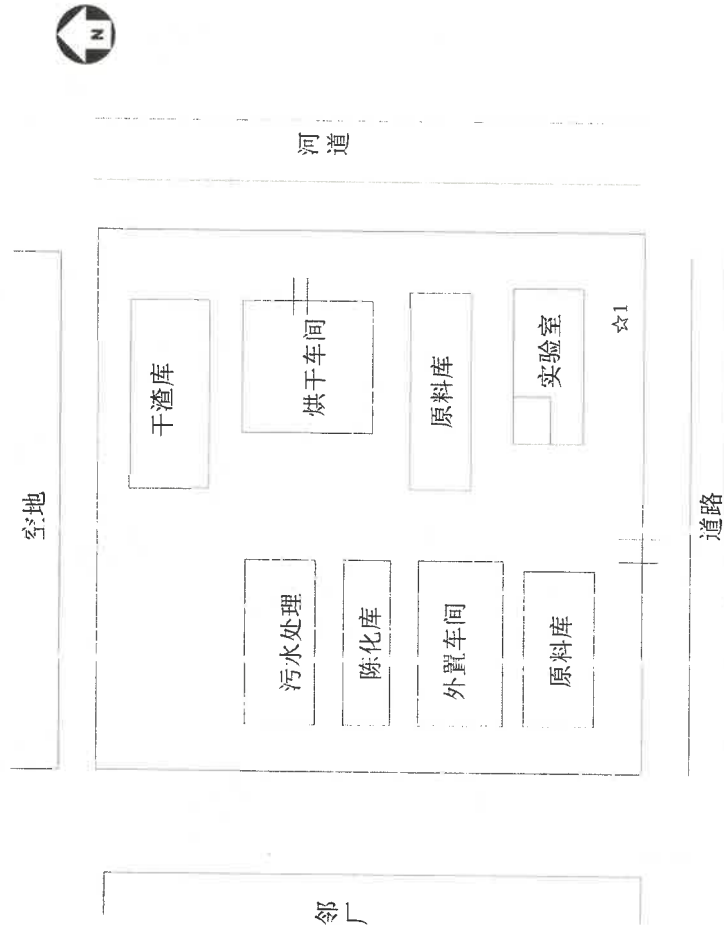 N
河道
空地
干渣库
烘干车间
原料库
实验室
☆1
污水处理
陈化库
外置车间
原料库
道路
邻厂